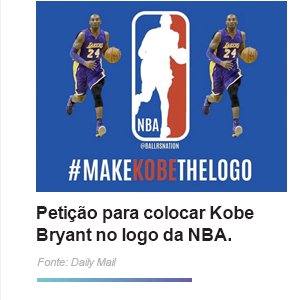 24
24
NBA
@BALLRSNATION
#MAKEKOBETHELOGO
Petição para colocar Kobe
Bryant no logo da NBA.
Fonte: Daily Mail